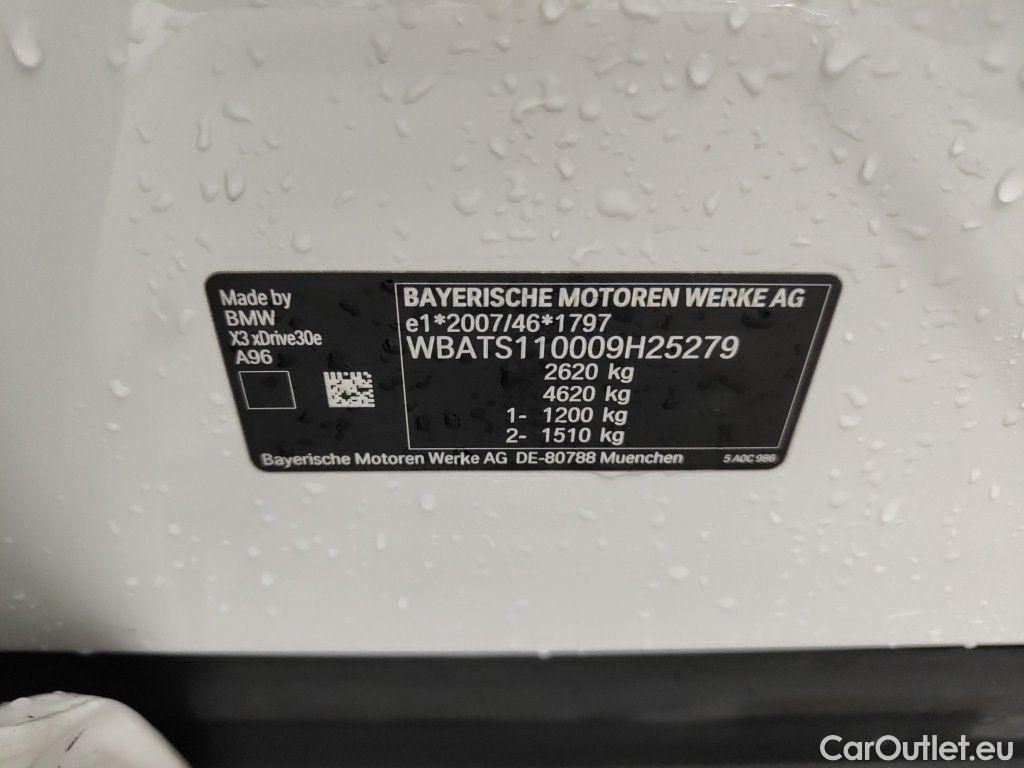 Made by
BMW
X3 xDrive30e
A96
BAYERISCHE MOTOREN WERKE AG
e1*2007/46*1797
WBATS110009H25279
2620 kg
4620 kg
1- 1200 kg
2- 1510 kg
Bayerische Motoren Werke AG DE-80788 Muenchen
5 A0C 986
CarOutlet.eu